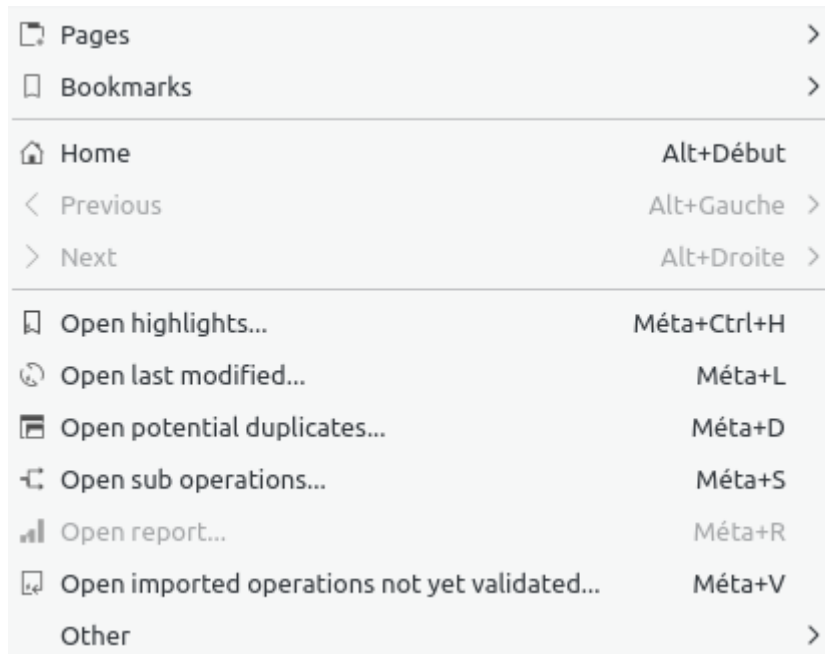 Pages
Bookmarks
Home Alt+Début
Previous Alt+Gauche
Next Alt+Droite
Open highlights... Méta+Ctrl+H
Open last modified... Méta+L
Open potential duplicates... Méta+D
Open sub operations... Méta+S
Open report... Méta+R
Open imported operations not yet validated... Méta+V
Other